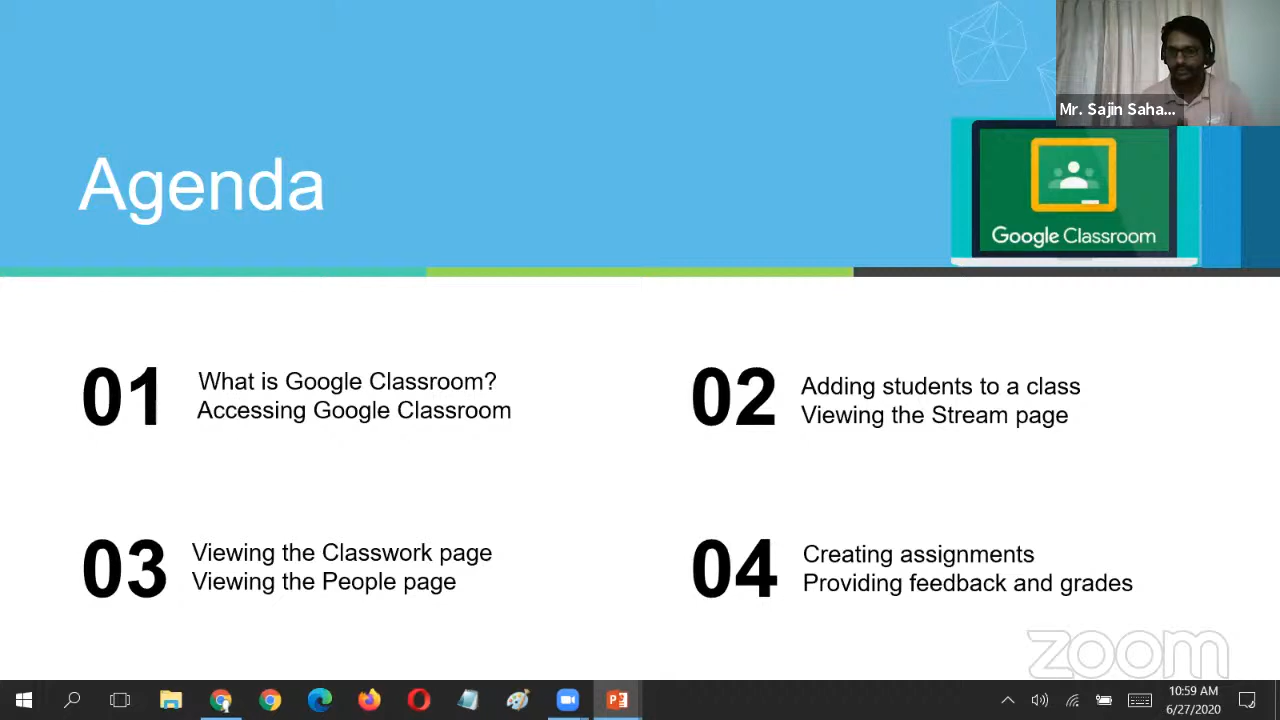 Mr. Sajin Saha...
Agenda
Google Classroom
01
What is Google Classroom?
Accessing Google Classroom
02
Adding students to a class
Viewing the Stream page
03
Viewing the Classwork page
Viewing the People page
04
Creating assignments
Providing feedback and grades
zoom
10:59 AM
6/27/2020